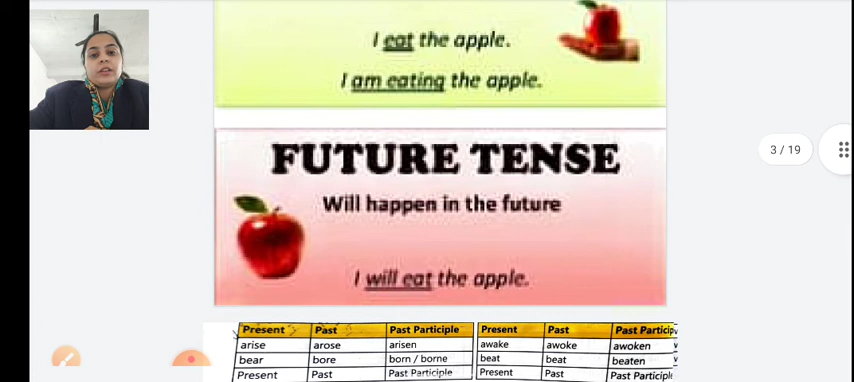 I eat the apple.
I am eating the apple.
FUTURE TENSE
Will happen in the future
I will eat the apple.
3 / 19
Present Past Past Participle Present Past
arise arose arisen awake awoke awoken
bear bore born / borne beat beat beaten
Present Past Past Participle Present Past